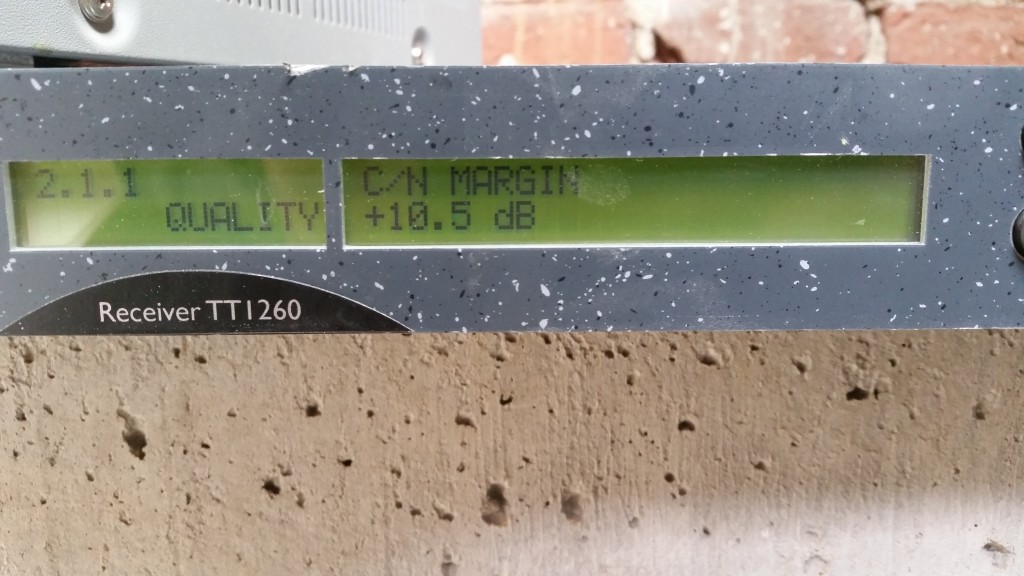 2.1.1
QUALITY
C/N MARGIN
+10.5 dB
Receiver TT1260